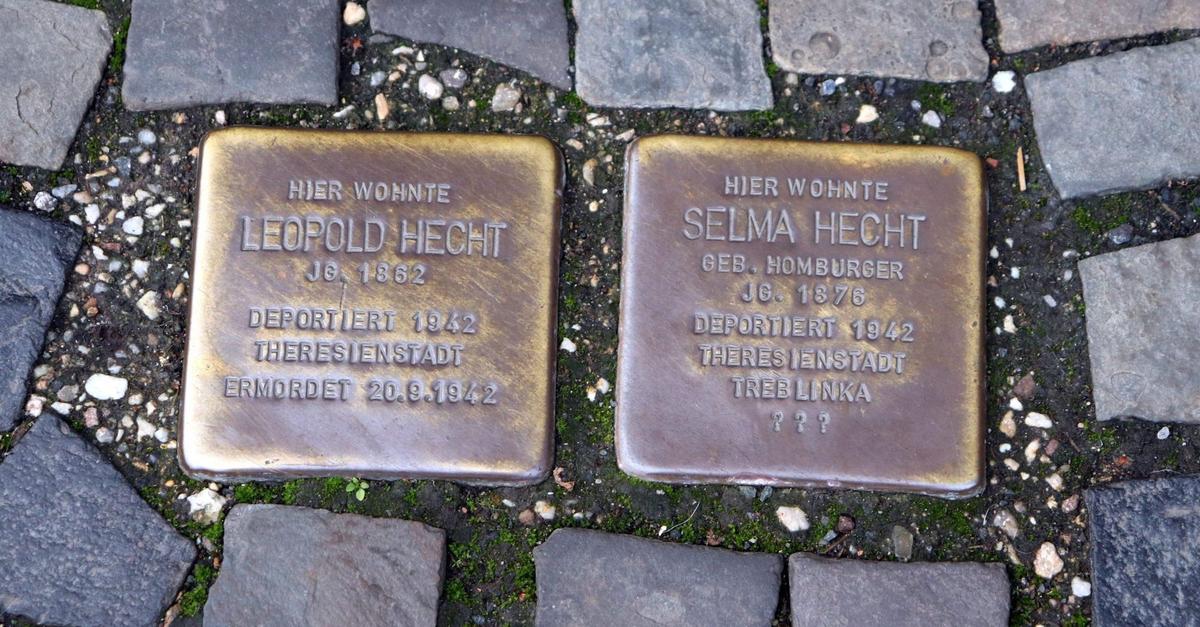 HIER WOHNTE
LEOPOLD HECHT
JG. 1862
DEPORTIERT 1942
THERESIENSTADT
ERMORDET 20.9.1942
HIER WOHNTE
SELMA HECHT
GEB. HOMBURGER
JG. 1876
DEPORTIERT 1942
THERESIENSTADT
TREBLINKA
???